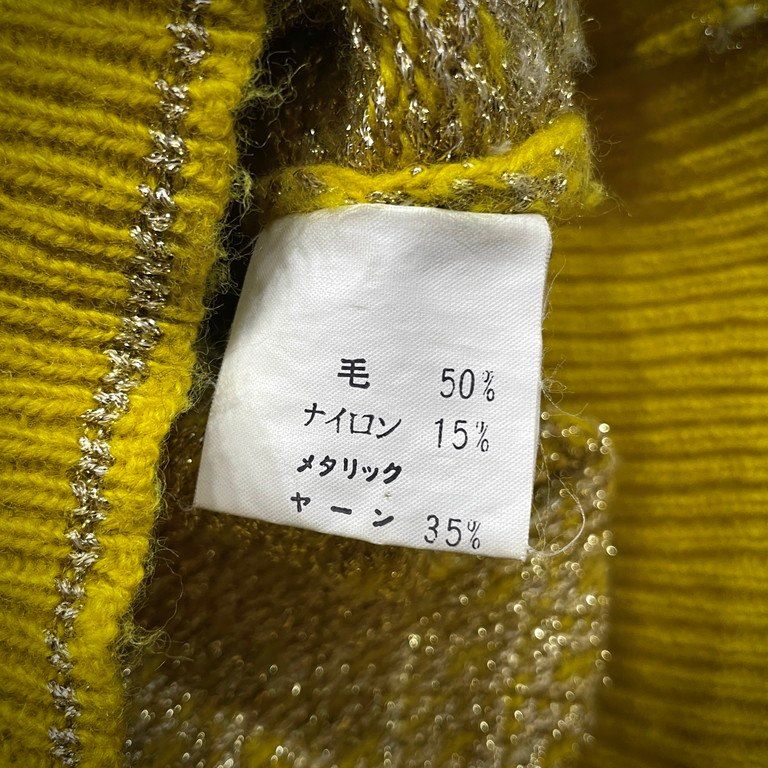 毛 50%
ナイロン 15%
メタリック
ヤーン 35%